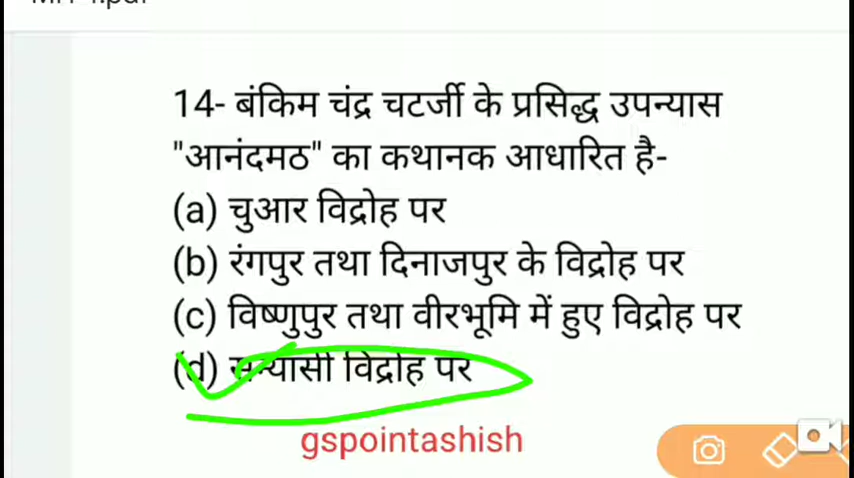 14- बंकिम चंद्र चटर्जी के प्रसिद्ध उपन्यास
"आनंदमठ" का कथानक आधारित है-
(a) चुआर विद्रोह पर
(b) रंगपुर तथा दिनाजपुर के विद्रोह पर
(c) विष्णुपुर तथा वीरभूमि में हुए विद्रोह पर
(d) सन्यासी विद्रोह पर
gspointashish